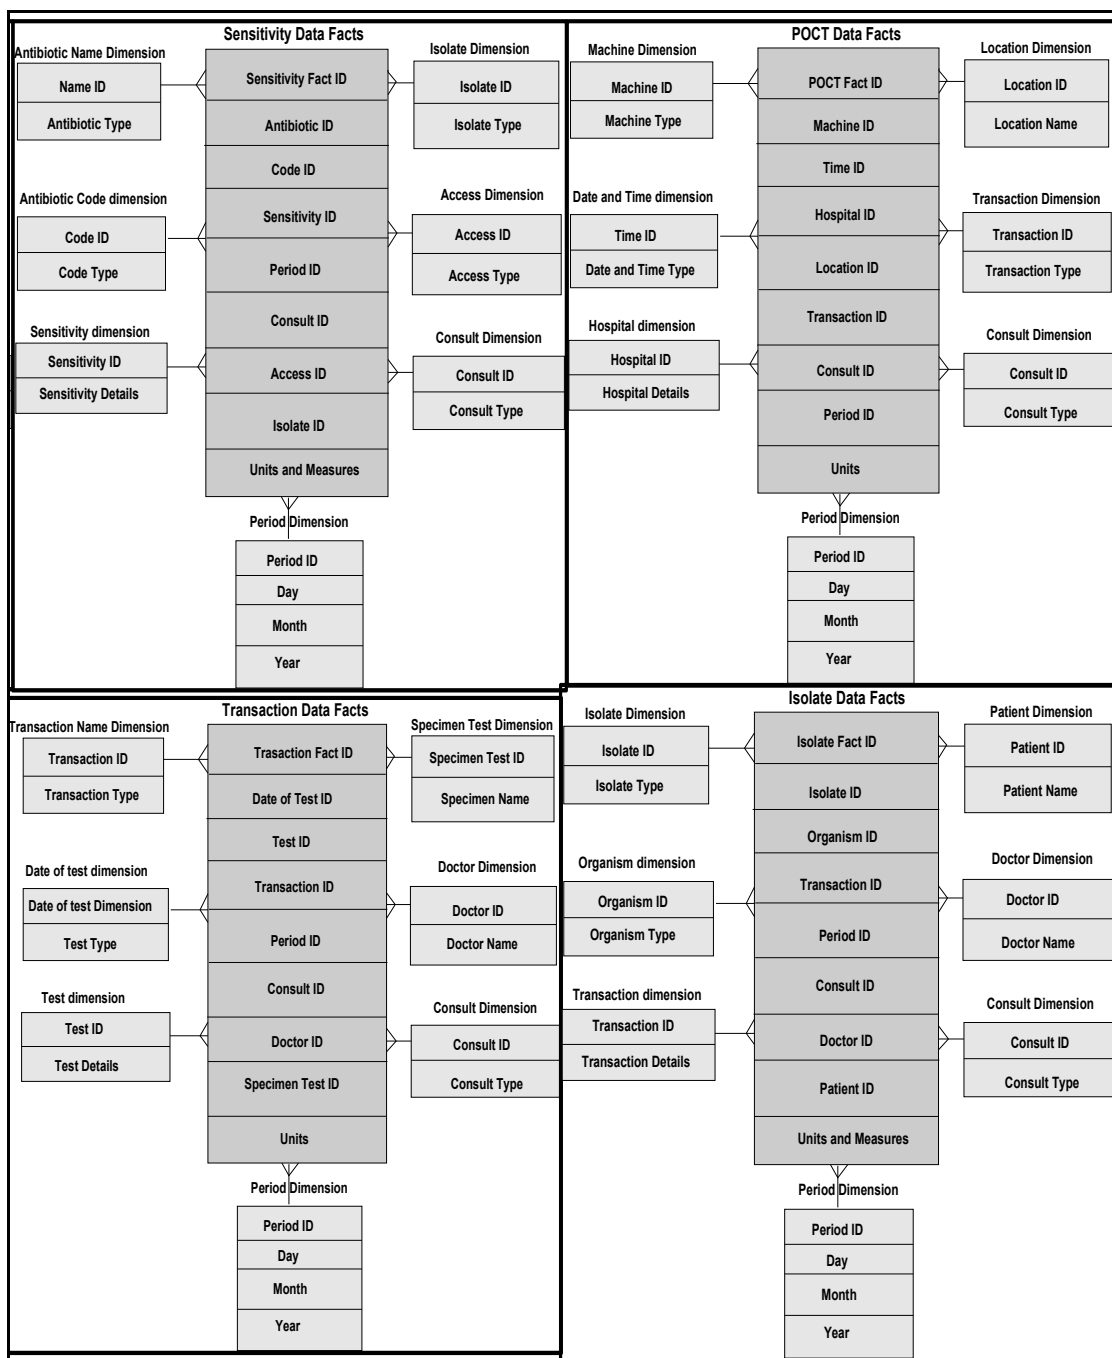 Sensitivity Data Facts
Antibiotic Name Dimension
Name ID
Antibiotic Type
Antibiotic Code dimension
Code ID
Code Type
Sensitivity dimension
Sensitivity ID
Sensitivity Details
Sensitivity Fact ID
Antibiotic ID
Code ID
Sensitivity ID
Period ID
Consult ID
Access ID
Isolate ID
Units and Measures
Isolate Dimension
Isolate ID
Isolate Type
Access Dimension
Access ID
Access Type
Consult Dimension
Consult ID
Consult Type
Period Dimension
Period ID
Day
Month
Year
POCT Data Facts
Machine Dimension
Machine ID
Machine Type
Date and Time dimension
Time ID
Date and Time Type
Hospital dimension
Hospital ID
Hospital Details
POCT Fact ID
Machine ID
Time ID
Hospital ID
Location ID
Transaction ID
Consult ID
Period ID
Units
Location Dimension
Location ID
Location Name
Transaction Dimension
Transaction ID
Transaction Type
Consult Dimension
Consult ID
Consult Type
Period Dimension
Period ID
Day
Month
Year
Transaction Data Facts
Transaction Name Dimension
Transaction ID
Transaction Type
Date of test dimension
Date of test Dimension
Test Type
Test dimension
Test ID
Test Details
Trasaction Fact ID
Date of Test ID
Test ID
Transaction ID
Period ID
Consult ID
Doctor ID
Specimen Test ID
Units
Specimen Test Dimension
Specimen Test ID
Specimen Name
Doctor Dimension
Doctor ID
Doctor Name
Consult Dimension
Consult ID
Consult Type
Period Dimension
Period ID
Day
Month
Year
Isolate Data Facts
Isolate Dimension
Isolate ID
Isolate Type
Organism dimension
Organism ID
Organism Type
Transaction dimension
Transaction ID
Transaction Details
Isolate Fact ID
Isolate ID
Organism ID
Transaction ID
Period ID
Consult ID
Doctor ID
Patient ID
Units and Measures
Patient Dimension
Patient ID
Patient Name
Doctor Dimension
Doctor ID
Doctor Name
Consult Dimension
Consult ID
Consult Type
Period Dimension
Period ID
Day
Month
Year